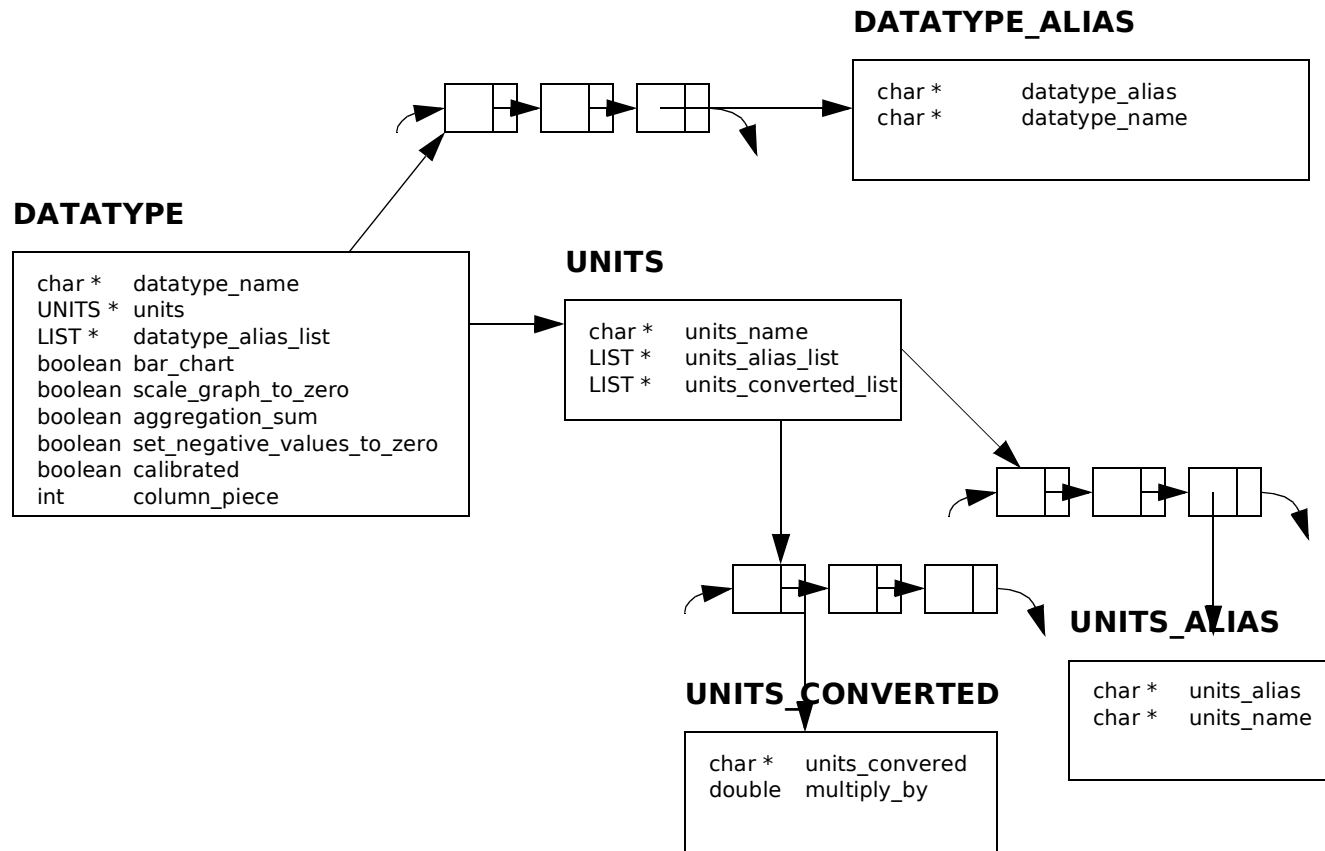 DATATYPE_ALIAS
char * datatype_alias
char * datatype_name
DATATYPE
char * datatype_name
UNITS * units
LIST * datatype_alias_list
boolean bar_chart
boolean scale_graph_to_zero
boolean aggregation_sum
boolean set_negative_values_to_zero
boolean calibrated
int column_piece
UNITS
char * units_name
LIST * units_alias_list
LIST * units_converted_list
UNITS_ALIAS
char * units_alias
char * units_name
UNITS_CONVERTED
char * units_convered
double multiply_by